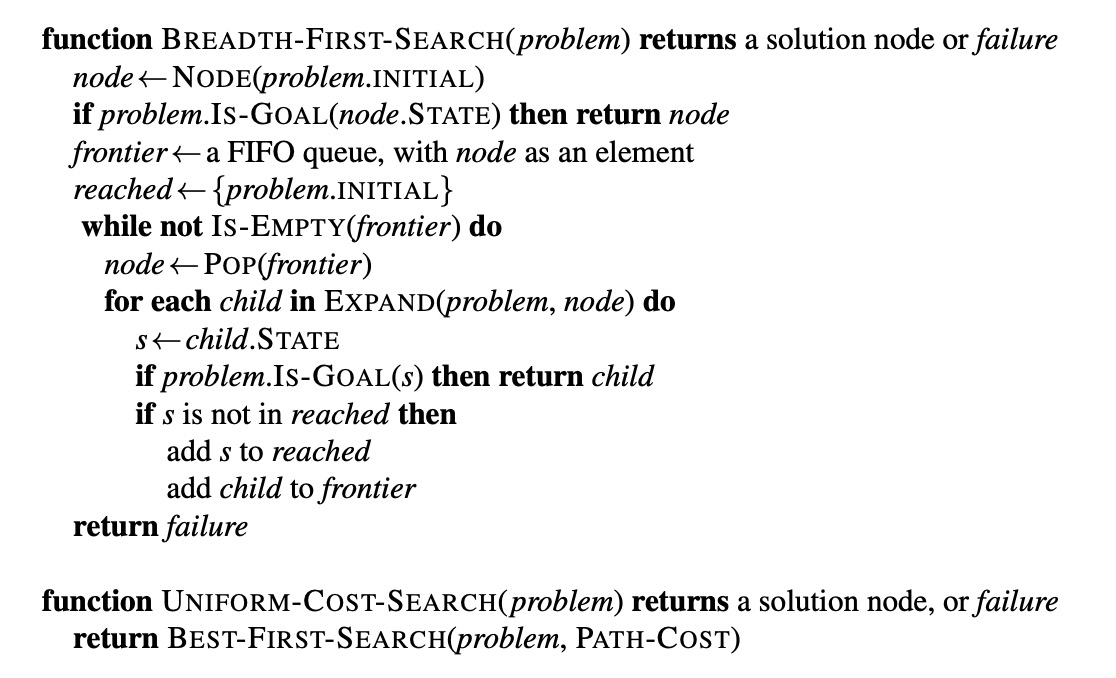 function BREADTH-FIRST-SEARCH(problem) returns a solution node or failure
node ← NODE(problem.INITIAL)
if problem.IS-GOAL(node.STATE) then return node
frontier ← a FIFO queue, with node as an element
reached ← {problem.INITIAL}
while not IS-EMPTY(frontier) do
node ← POP(frontier)
for each child in EXPAND(problem, node) do
s ← child.STATE
if problem.IS-GOAL(s) then return child
if s is not in reached then
add s to reached
add child to frontier
return failure
function UNIFORM-COST-SEARCH(problem) returns a solution node, or failure
return BEST-FIRST-SEARCH(problem, PATH-COST)